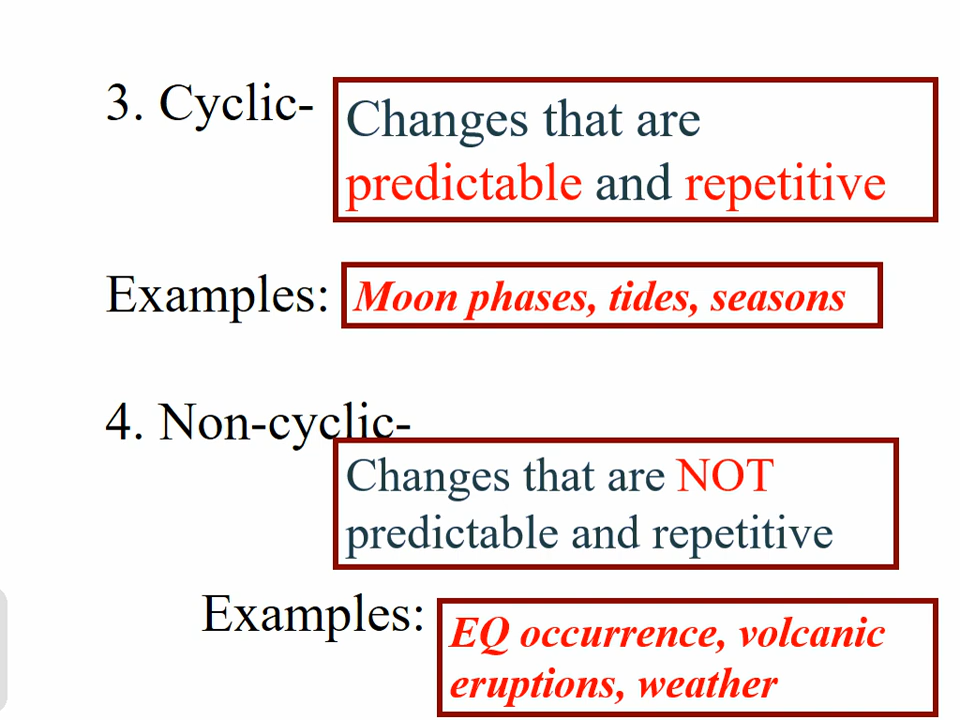 3. Cyclic-
Changes that are
predictable and repetitive
Examples:
Moon phases, tides, seasons
4. Non-cyclic-
Changes that are NOT
predictable and repetitive
Examples:
EQ occurrence, volcanic
eruptions, weather